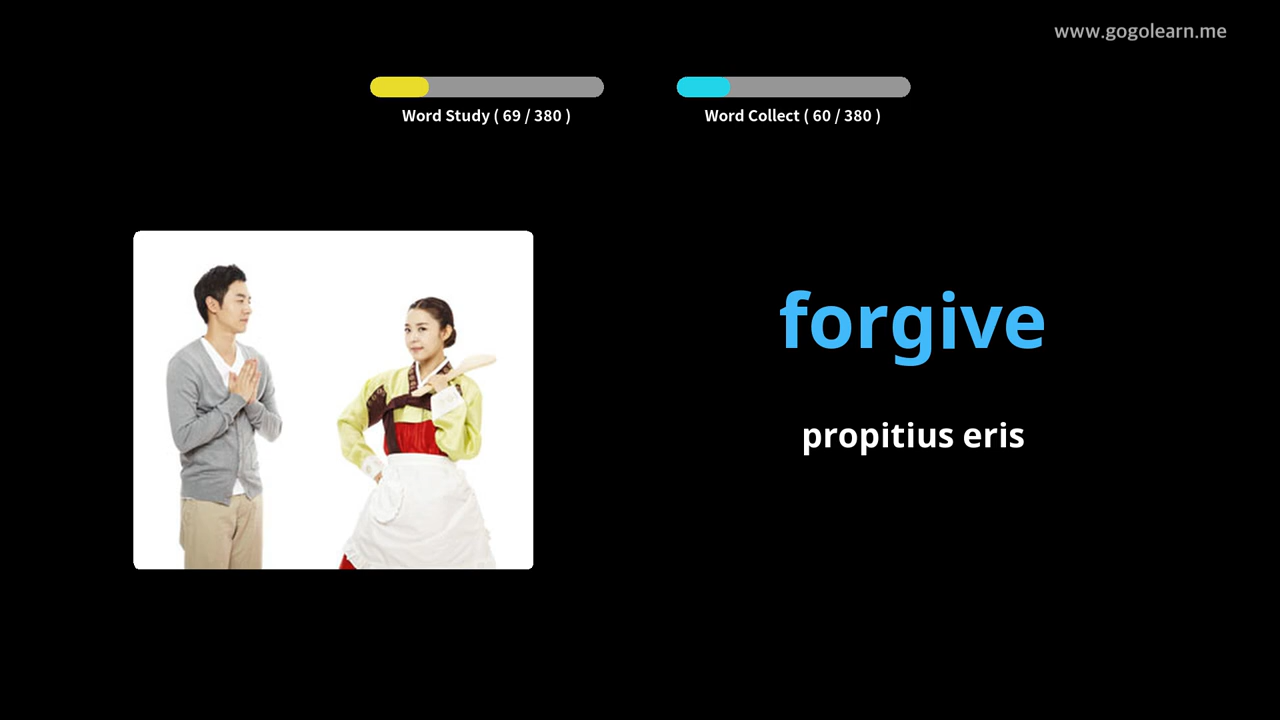 www.gogolearn.me
Word Study ( 69 / 380 )
Word Collect ( 60 / 380 )
forgive
propitius eris